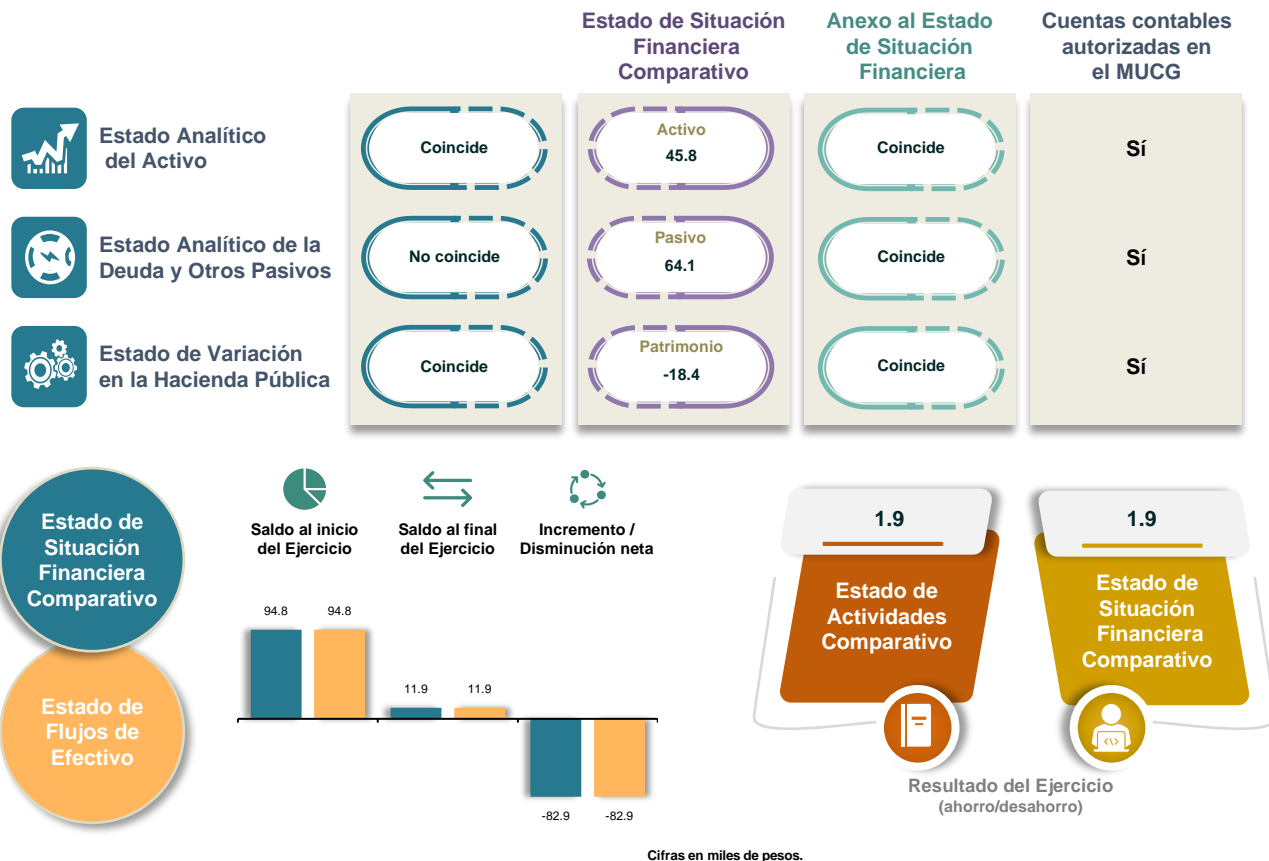 Estado de Situación
Financiera
Comparativo
Anexo al Estado
de Situación
Financiera
Cuentas contables
autorizadas en
el MUCG
Estado Analítico
del Activo
Coincide
Activo
45.8
Coincide
Sí
Estado Analítico de la
Deuda y Otros Pasivos
No coincide
Pasivo
64.1
Coincide
Sí
Estado de Variación
en la Hacienda Pública
Coincide
Patrimonio
-18.4
Coincide
Sí
Estado de
Situación
Financiera
Comparativo
Estado de
Flujos de
Efectivo
Saldo al inicio
del Ejercicio
Saldo al final
del Ejercicio
Incremento /
Disminución neta
94.8 94.8
11.9 11.9
-82.9 -82.9
1.9
Estado de
Actividades
Comparativo
1.9
Estado de
Situación
Financiera
Comparativo
Resultado del Ejercicio
(ahorro/desahorro)
Cifras en miles de pesos.